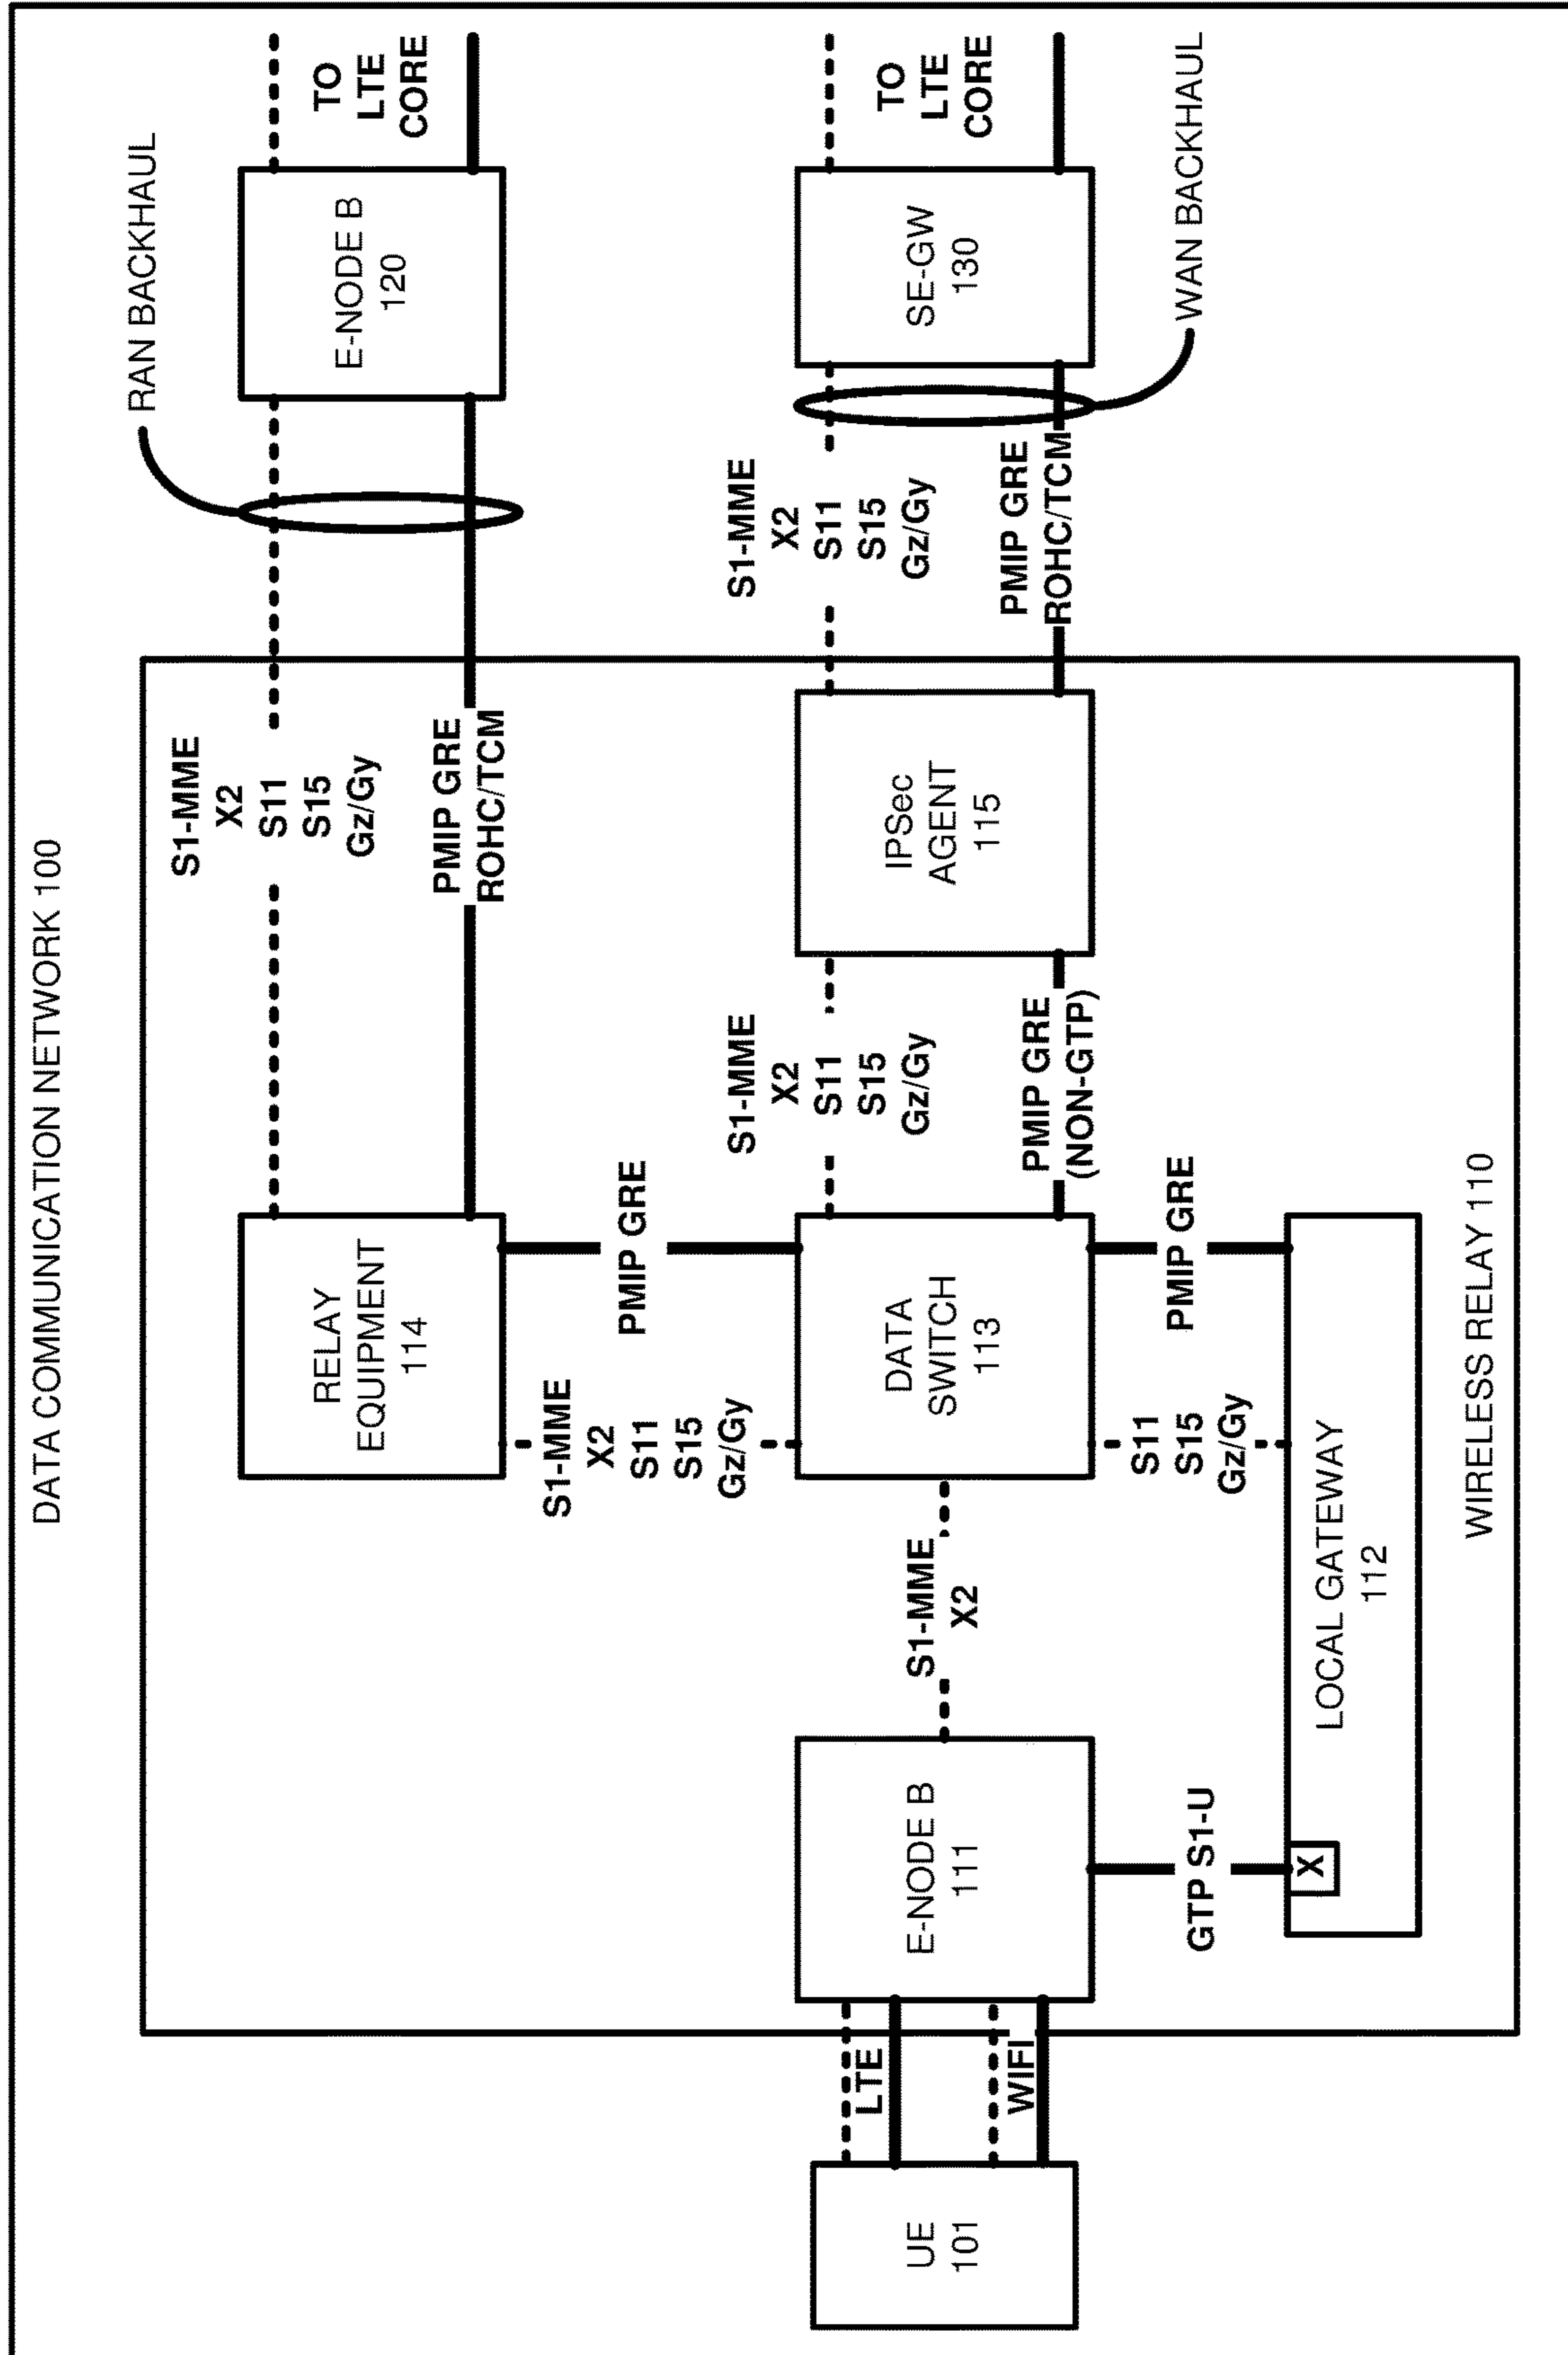 DATA COMMUNICATION NETWORK 100
RAN BACKHAUL
S1-MME
X2
S11
S15
Gz/Gy
TO
LTE
CORE
RELAY
EQUIPMENT
114
PMIP GRE
ROHC/TCM
E-NODE B
120
S1-MME
X2
S11
S15
Gz/Gy
PMIP GRE
S1-MME
X2
S11
S15
Gz/Gy
S1-MME
X2
S11
S15
Gz/Gy
TO
LTE
CORE
UE
101
LTE
WIFI
E-NODE B
111
S1-MME
X2
DATA
SWITCH
113
PMIP GRE
(NON-GTP)
IPSec
AGENT
115
PMIP GRE
ROHC/TCM
SE-GW
130
WAN BACKHAUL
GTP S1-U
S11
S15
Gz/Gy
PMIP GRE
X
LOCAL GATEWAY
112
WIRELESS RELAY 110